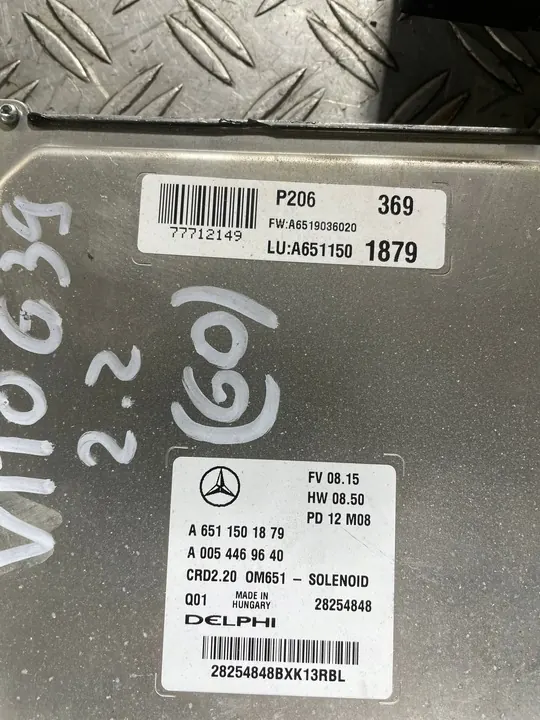 P206 369
FW:A6519036020
77712149
LU:A651150 1879
VITO 639
2.2
(60)
FV 08.15
HW 08.50
PD 12 M08
A 651 150 18 79
A 005 446 96 40
CRD2.20 OM651 - SOLENOID
Q01 MADE IN HUNGARY 28254848
DELPHI
28254848BXK13RBL